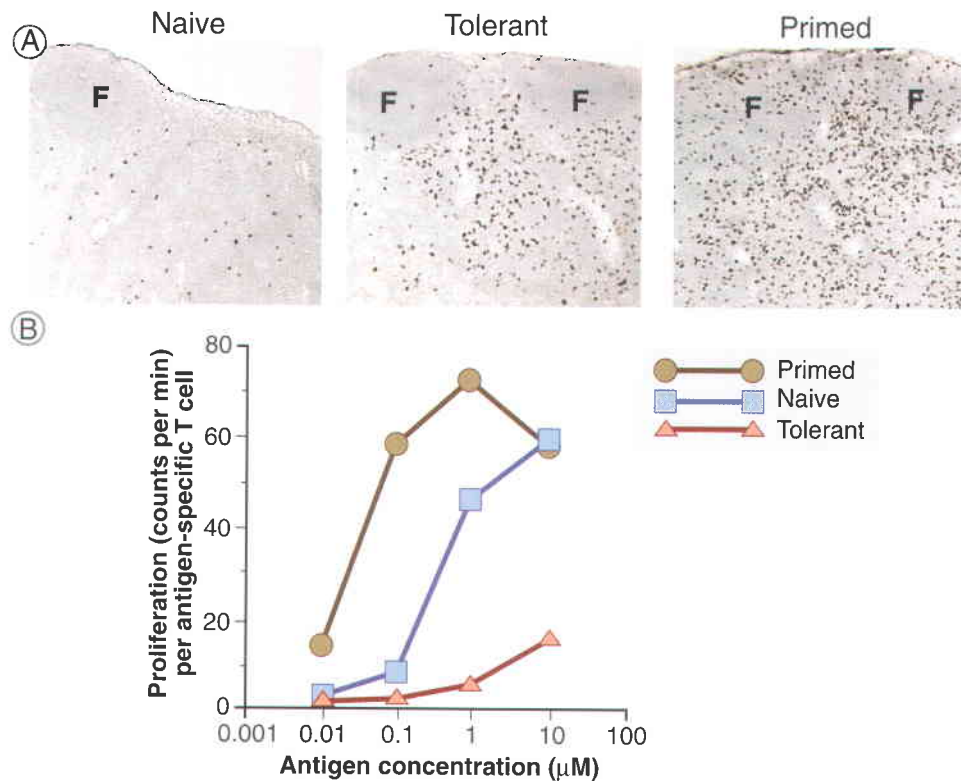 A
Naive
Tolerant
Primed
F
F
F
F
F
B
Proliferation (counts per min)
per antigen-specific T cell
80
60
40
20
0
0.001
0.01
0.1
1
10
100
Antigen concentration (μM)
Primed
Naive
Tolerant